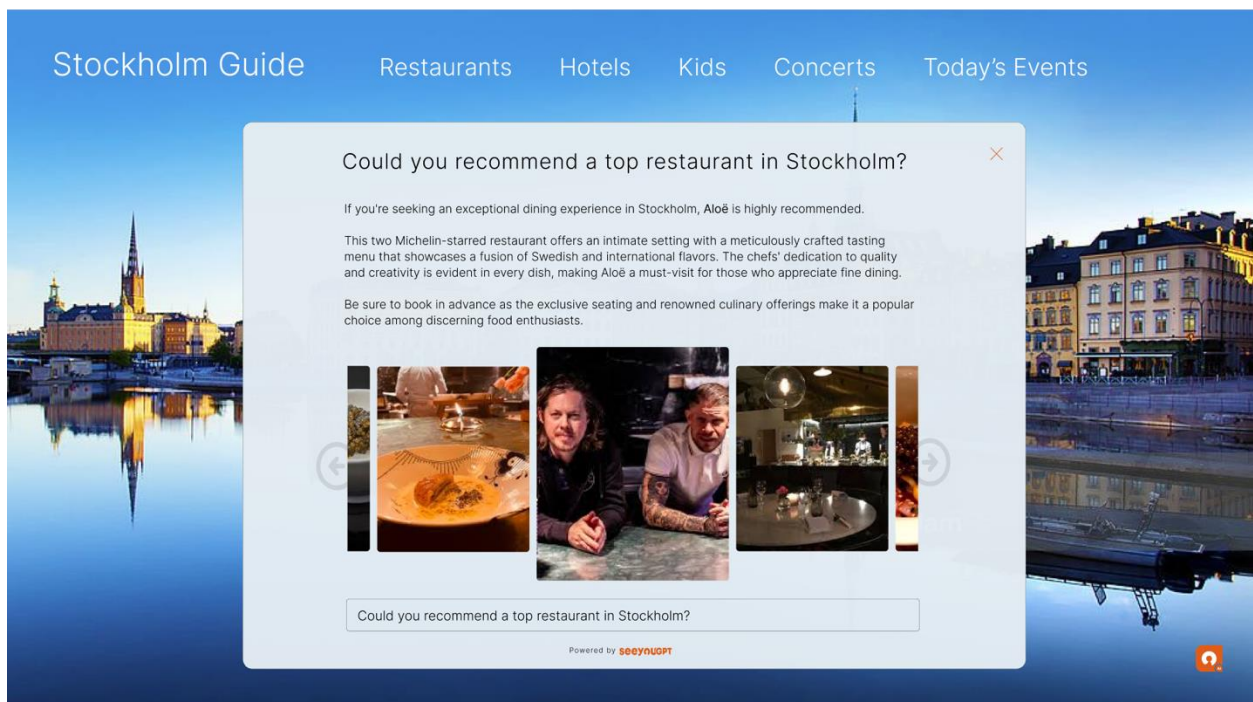 Stockholm Guide
Restaurants
Hotels
Kids
Concerts
Today's Events
Could you recommend a top restaurant in Stockholm?
If you're seeking an exceptional dining experience in Stockholm, Aloë is highly recommended.
This two Michelin-starred restaurant offers an intimate setting with a meticulously crafted tasting
menu that showcases a fusion of Swedish and international flavors. The chefs' dedication to quality
and creativity is evident in every dish, making Aloë a must-visit for those who appreciate fine dining.
Be sure to book in advance as the exclusive seating and renowned culinary offerings make it a popular
choice among discerning food enthusiasts.
Could you recommend a top restaurant in Stockholm?
Powered by seeynuGPT